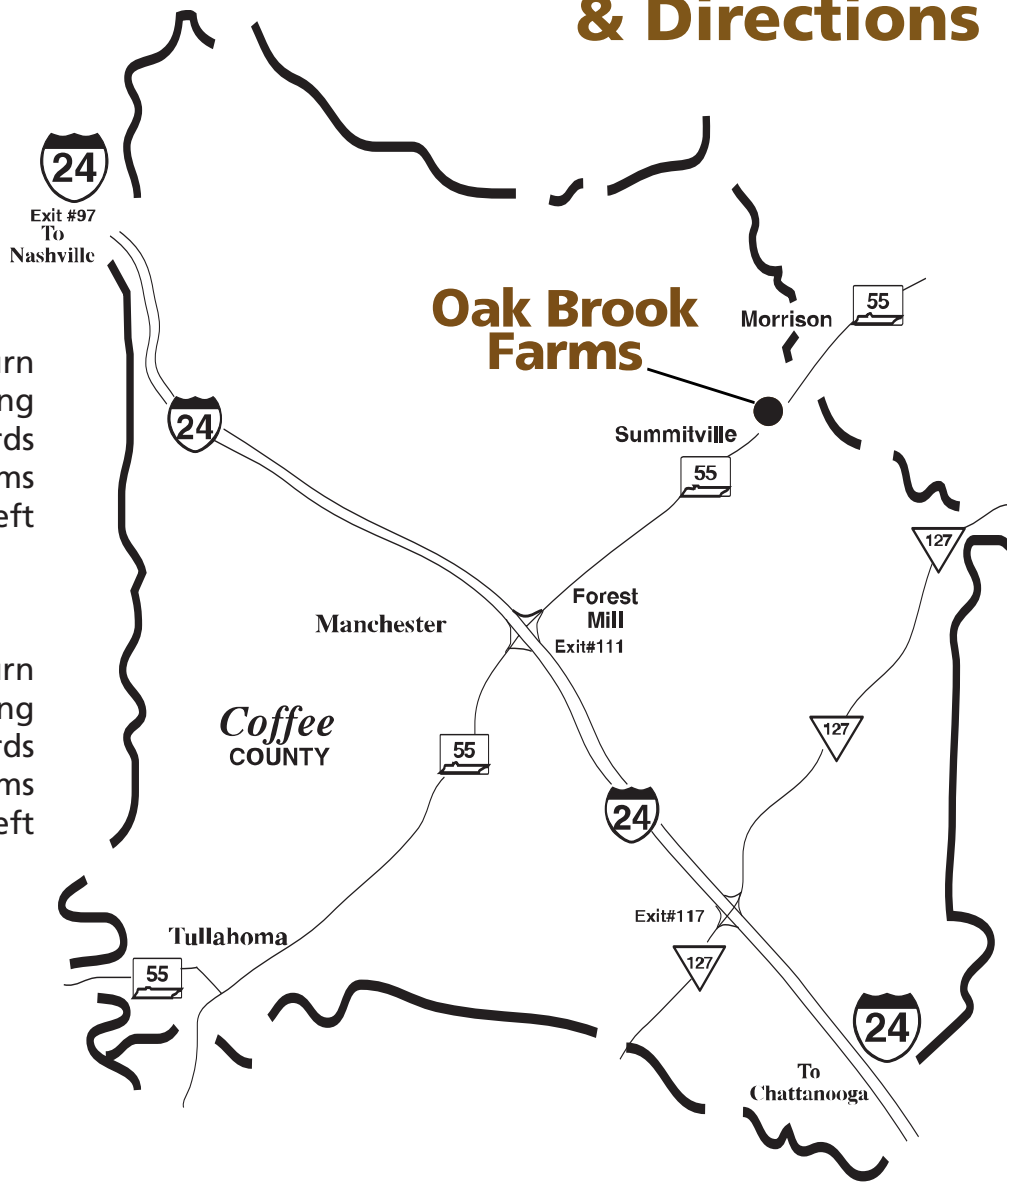 & Directions
24
Exit #97
To
Nashville
Oak Brook
Farms
Morrison
55
24
Summitville
55
127
Forest
Mill
Exit#111
Manchester
Coffee
COUNTY
55
127
24
Exit#117
127
Tullahoma
55
24
To
Chattanooga
urn
ng
rds
ms
eft
urn
ng
rds
ms
eft